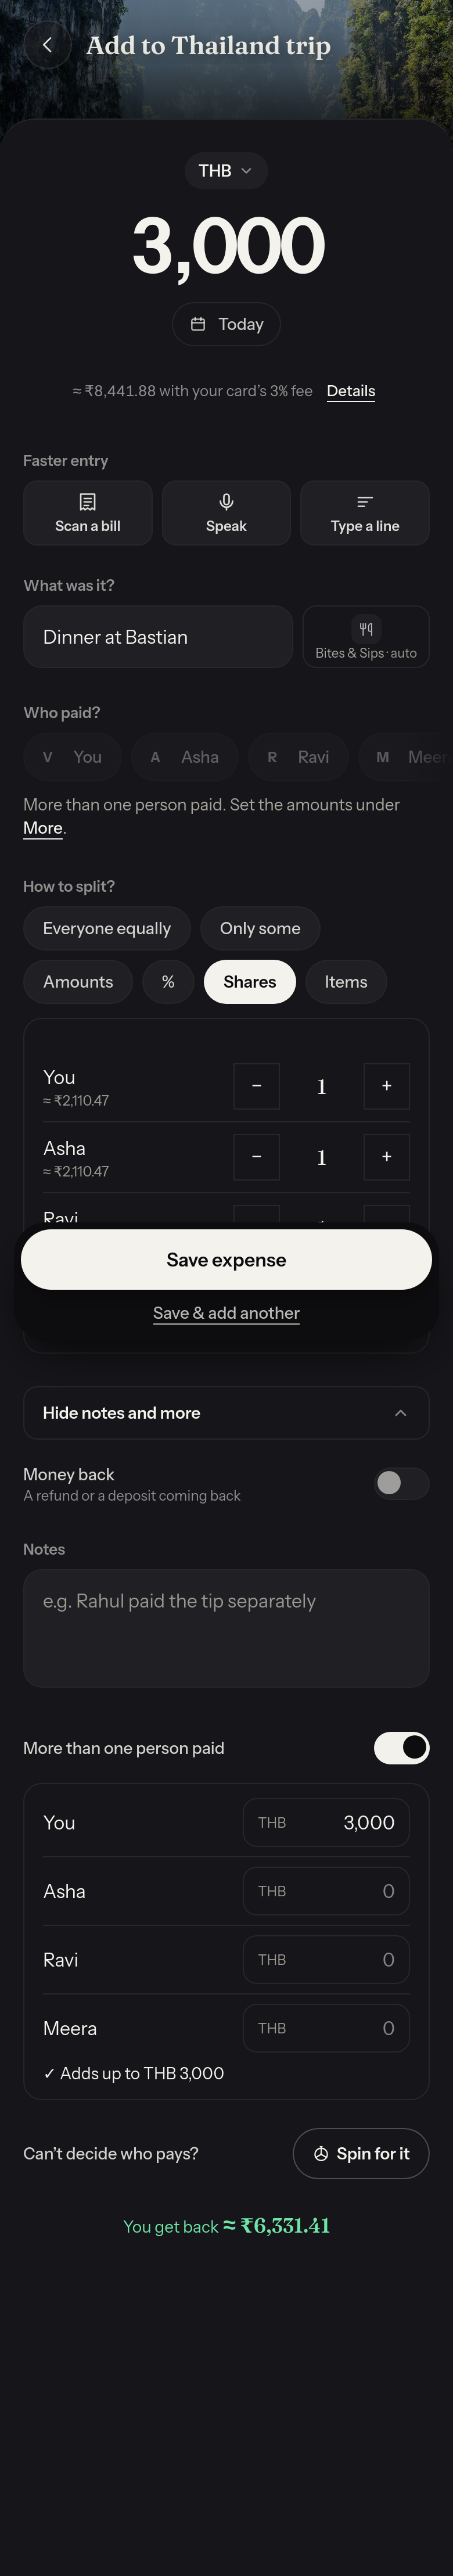 Add to Thailand trip
THB
3,000
Today
≈ ₹8,441.88 with your card's 3% fee Details
Faster entry
Scan a bill
Speak
Type a line
What was it?
Dinner at Bastian
Bites & Sips · auto
Who paid?
V You
A Asha
R Ravi
M Meer
More than one person paid. Set the amounts under
More.
How to split?
Everyone equally
Only some
Amounts
%
Shares
Items
You
≈ ₹2,110.47
− 1 +
Asha
≈ ₹2,110.47
− 1 +
Ravi
Save expense
Save & add another
Hide notes and more
Money back
A refund or a deposit coming back
Notes
e.g. Rahul paid the tip separately
More than one person paid
You THB 3,000
Asha THB 0
Ravi THB 0
Meera THB 0
✓ Adds up to THB 3,000
Can't decide who pays?
Spin for it
You get back ≈ ₹6,331.41